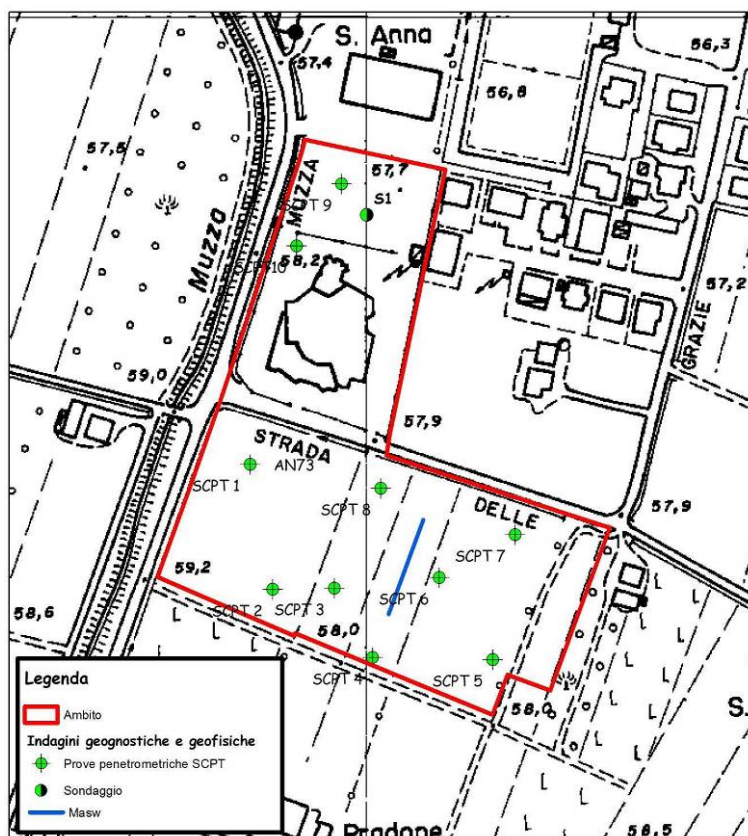 S. Anna
56,3
57,4
56,8
57,5
57,7
MUZZA
SCPT 9
S1
Muzza
SCPT 10
58,2
57,2
GRAZIE
59,0
57,9
STRADA
AN73
SCPT 1
SCPT 8
DELLE
57,9
SCPT 7
59,2
58,6
SCPT 2
SCPT 3
SCPT 6
58,0
SCPT 4
SCPT 5
58,0
S.
Legenda
Ambito
Indagini geognostiche e geofisiche
Prove penetrometriche SCPT
Sondaggio
Masw
Pradone
58,5